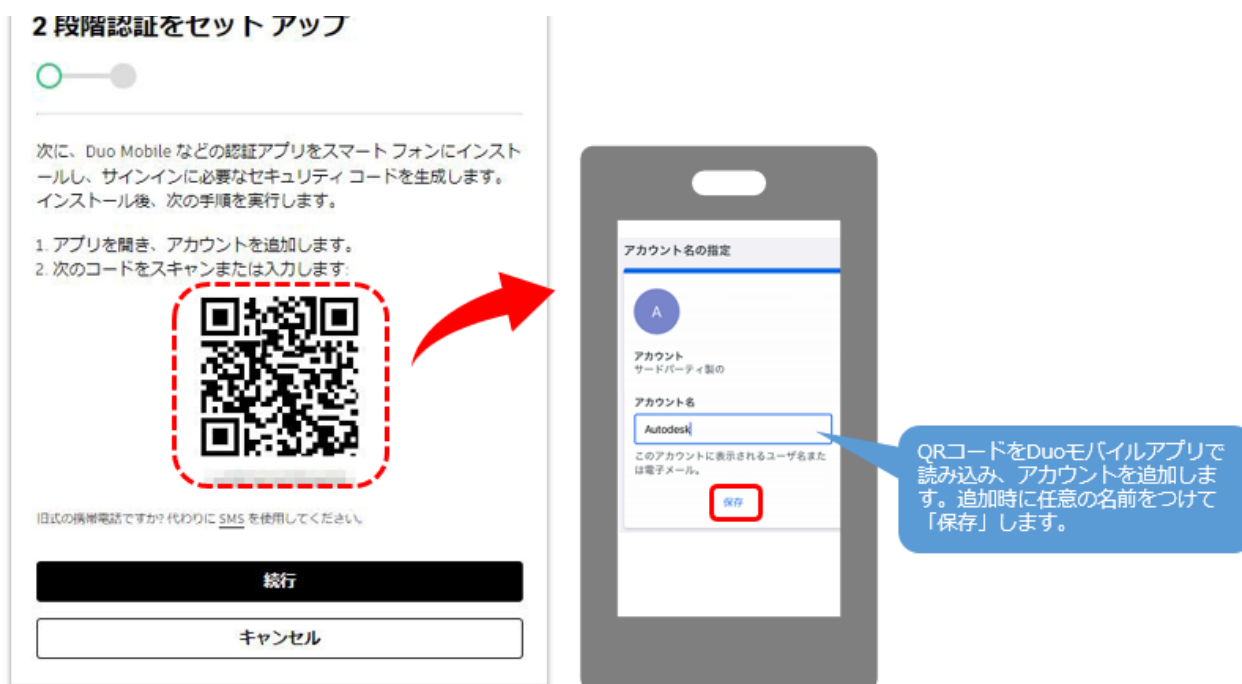 2 段階認証をセット アップ
次に、Duo Mobile などの認証アプリをスマート フォンにインスト
ールし、サインインに必要なセキュリティ コードを生成します。
インストール後、次の手順を実行します。
1. アプリを開き、アカウントを追加します。
2. 次のコードをスキャンまたは入力します:
旧式の携帯電話ですか? 代わりに SMS を使用してください。
続行
キャンセル
アカウント名の指定
A
アカウント
サードパーティ製の
アカウント名
Autodesk
このアカウントに表示されるユーザ名また
は電子メール。
保存
QRコードをDuoモバイルアプリで
読み込み、アカウントを追加しま
す。追加時に任意の名前をつけて
「保存」します。